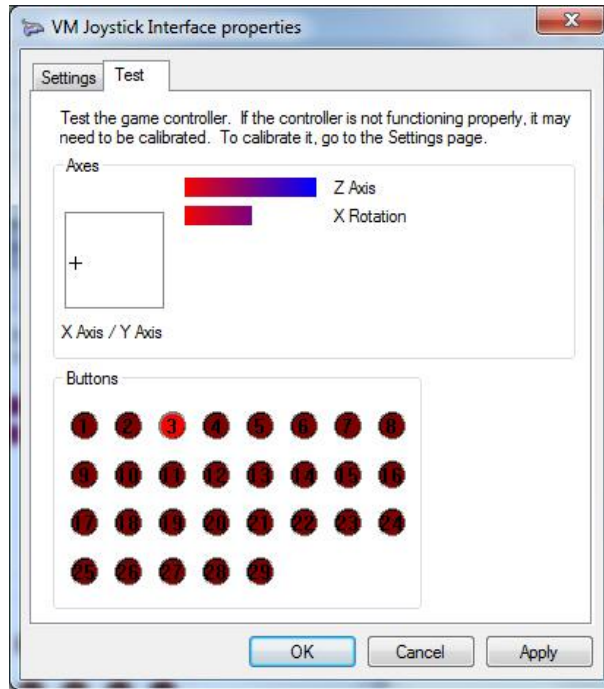 VM Joystick Interface properties
Settings Test
Test the game controller. If the controller is not functioning properly, it may
need to be calibrated. To calibrate it, go to the Settings page.
Axes
Z Axis
X Rotation
X Axis / Y Axis
Buttons
1 2 3 4 5 6 7 8
9 10 11 12 13 14 15 16
17 18 19 20 21 22 23 24
25 26 27 28 29
OK Cancel Apply